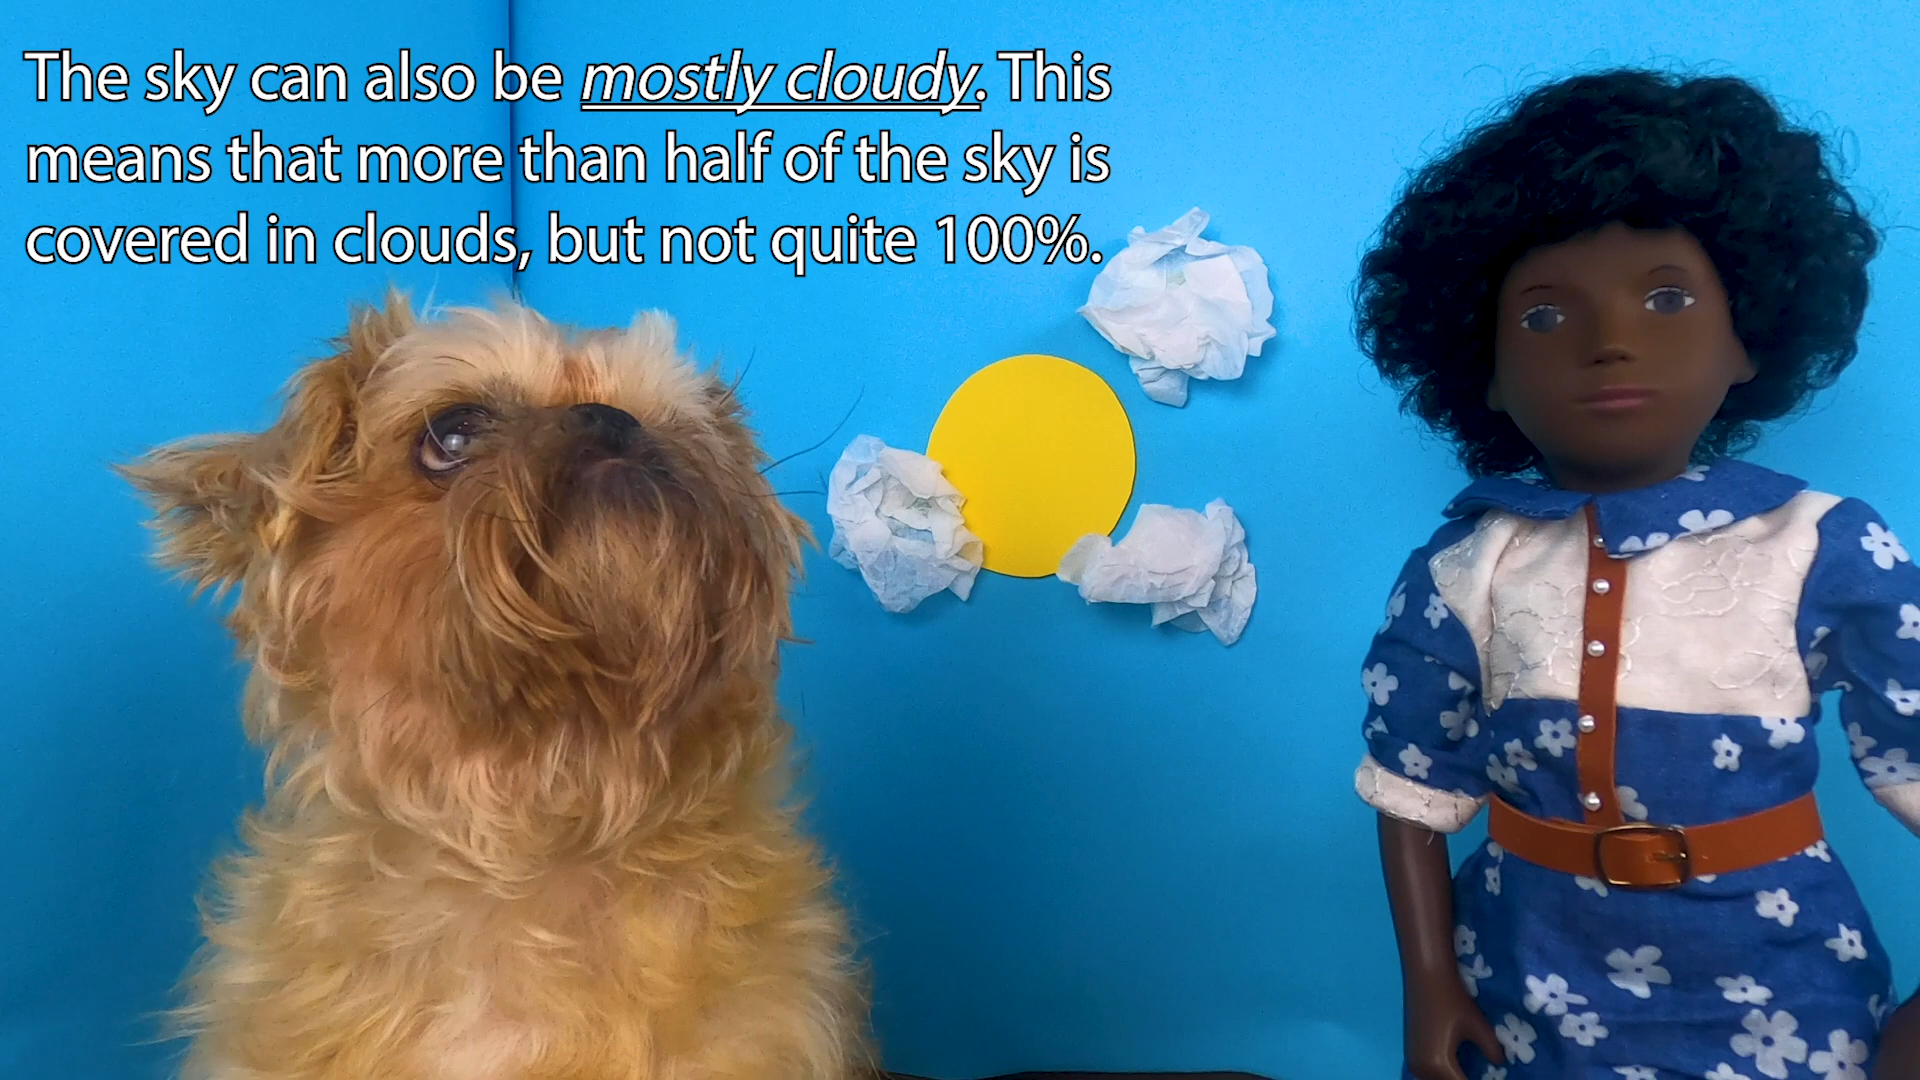 The sky can also be mostly cloudy. This
means that more than half of the sky is
covered in clouds, but not quite 100%.